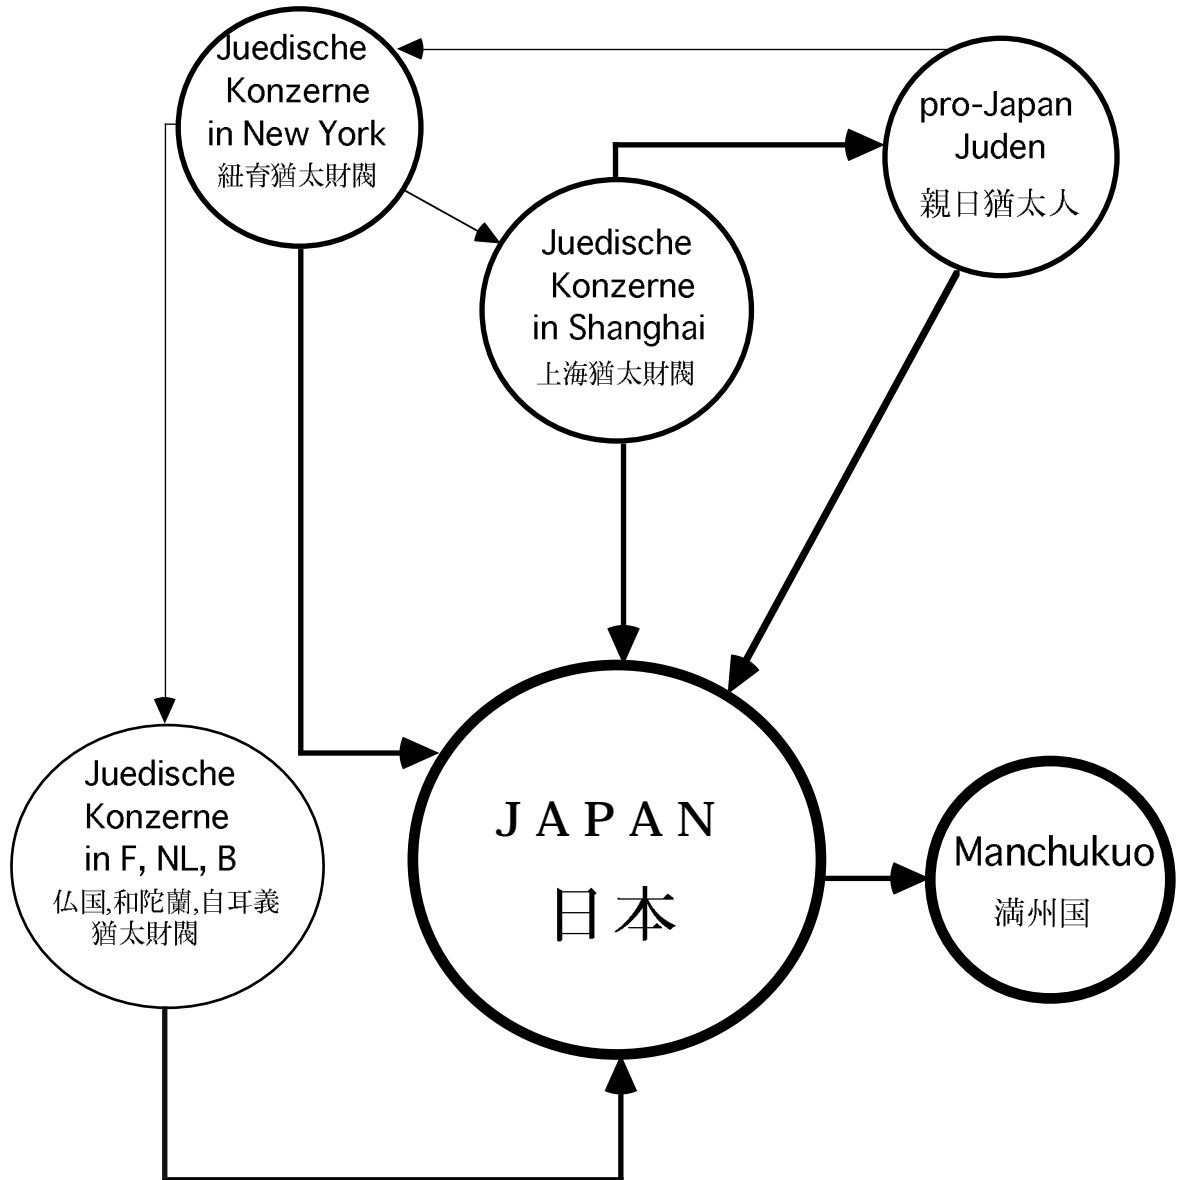 Juedische
Konzerne
in New York
紐育猶太財閥
pro-Japan
Juden
親日猶太人
Juedische
Konzerne
in Shanghai
上海猶太財閥
Juedische
Konzerne
in F, NL, B
仏国,和陀蘭,自耳義
猶太財閥
JAPAN
日本
Manchukuo
満州国